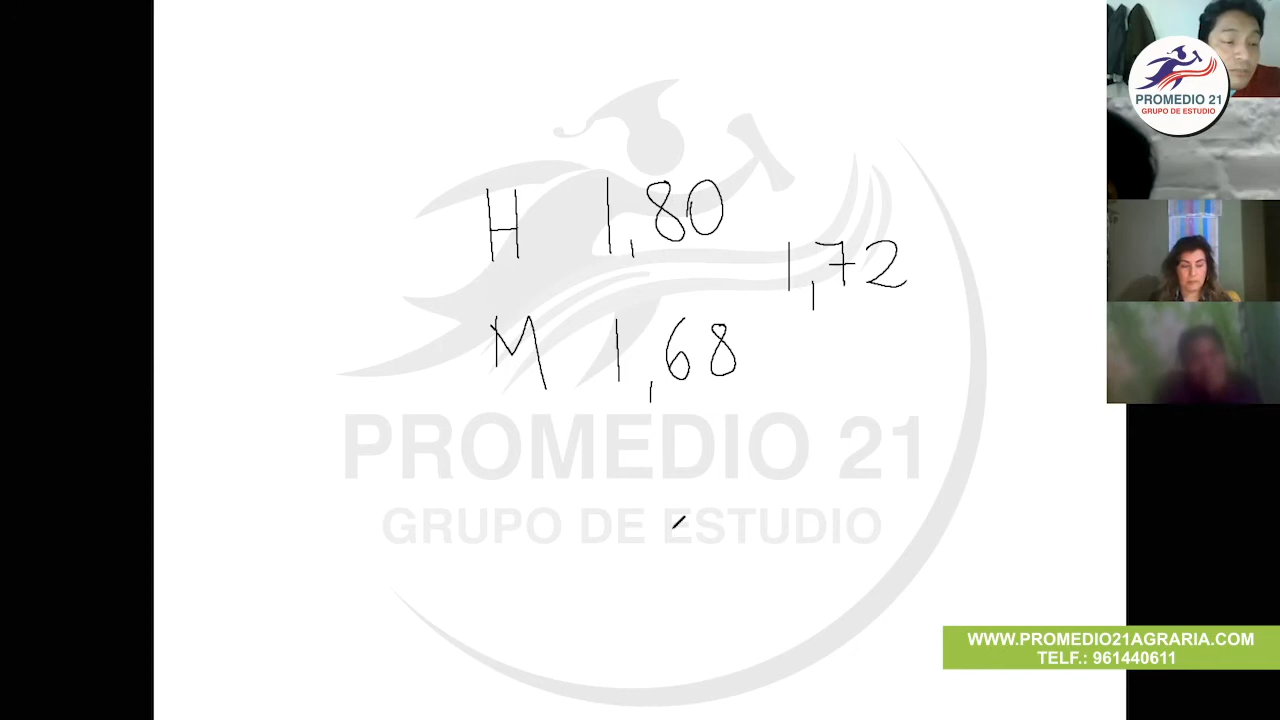 PROMEDIO 21
GRUPO DE ESTUDIO
H 1,80
1,72
M 1,68
PROMEDIO 21
GRUPO DE ESTUDIO
WWW.PROMEDIO21AGRARIA.COM
TELF.: 961440611